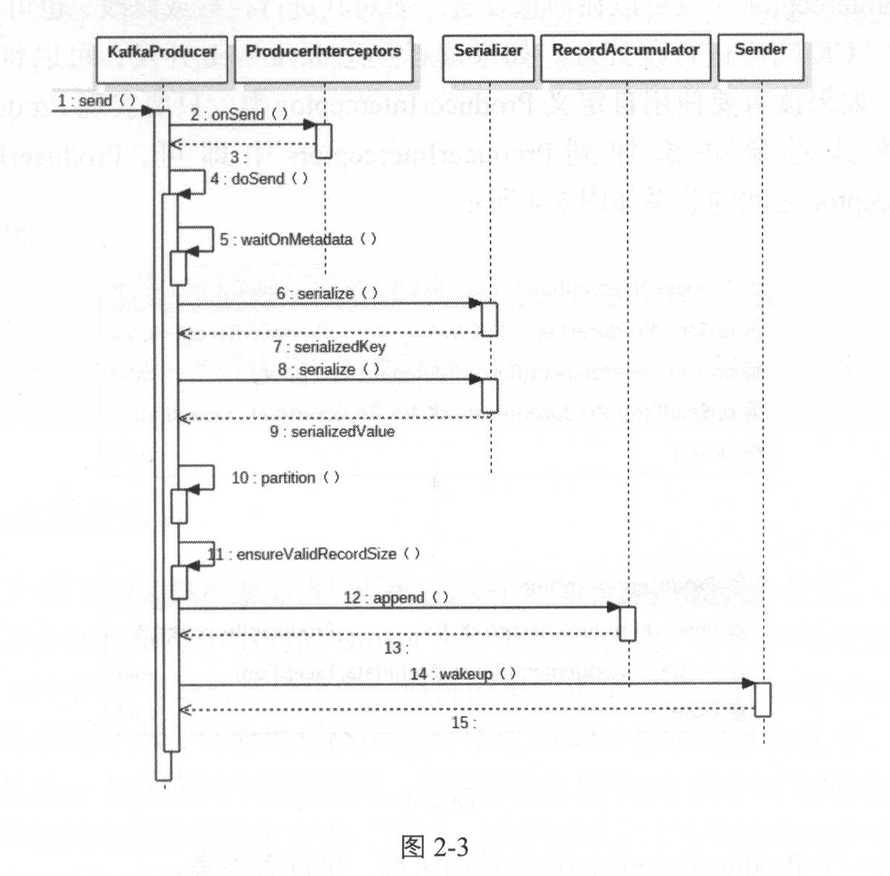 KafkaProducer ProducerInterceptors Serializer RecordAccumulator Sender
1 : send ( )
2 : onSend ( )
3 :
4 : doSend ( )
5 : waitOnMetadata ( )
6 : serialize ( )
7 : serializedKey
8 : serialize ( )
9 : serializedValue
10 : partition ( )
11 : ensureValidRecordSize ( )
12 : append ( )
13 :
14 : wakeup ( )
15 :
图 2-3